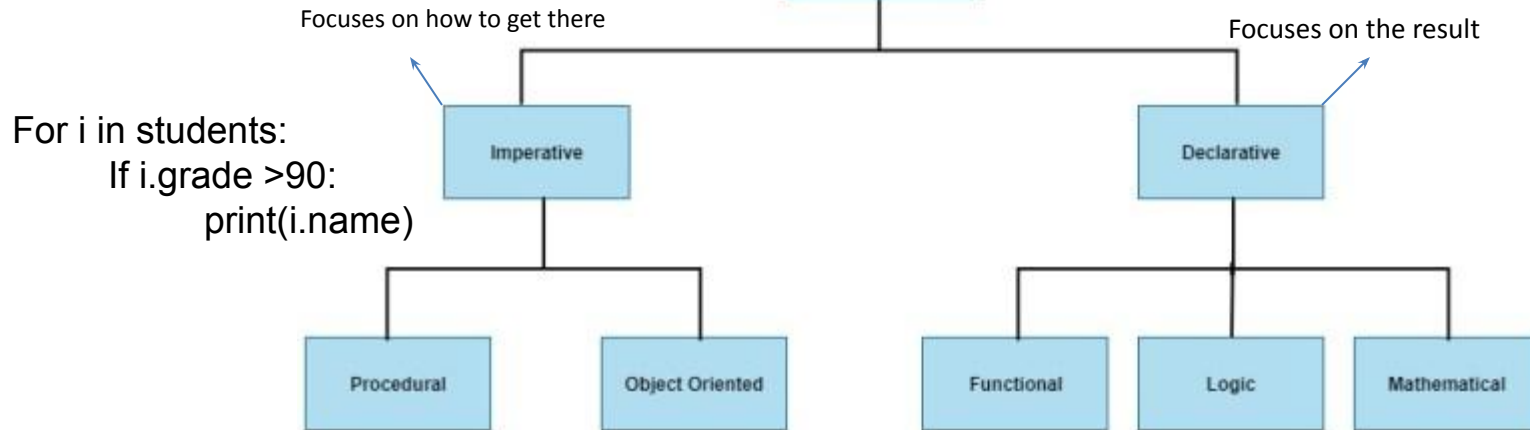 Focuses on how to get there
Focuses on the result
For i in students:
If i.grade >90:
print(i.name)
Imperative
Declarative
Procedural
Object Oriented
Functional
Logic
Mathematical